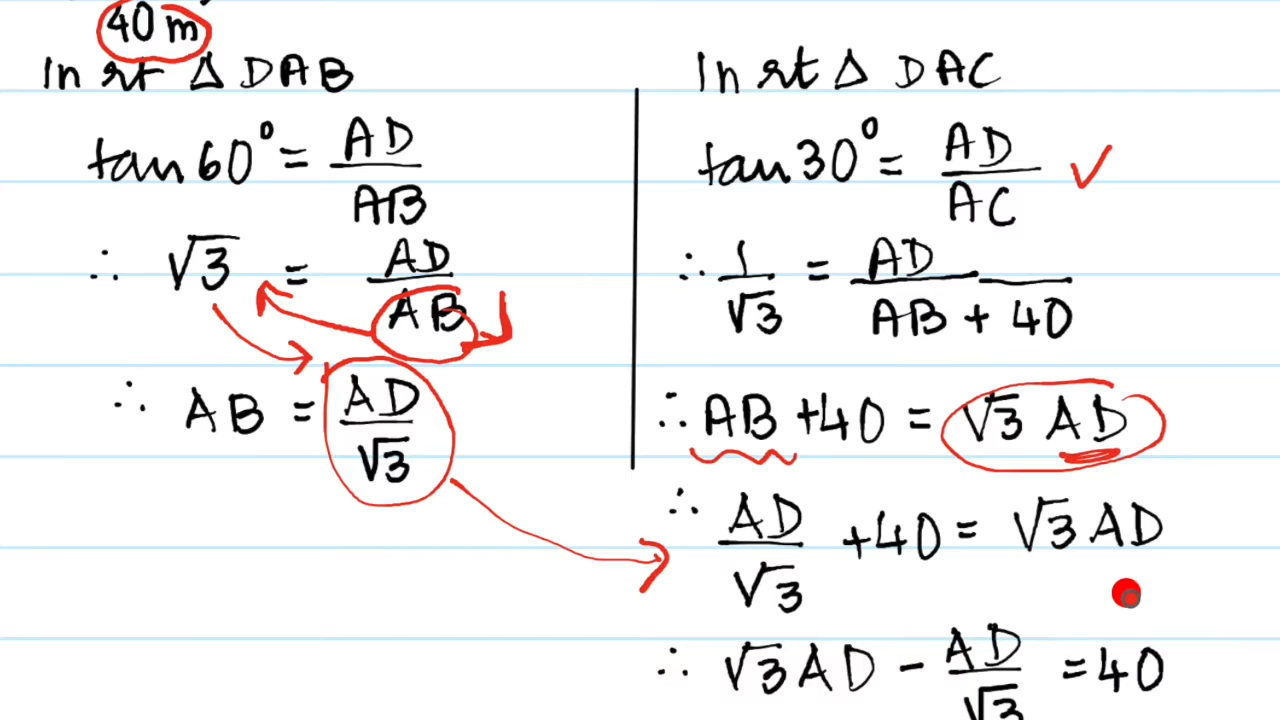 40 m
In rt Δ DAB
tan 60° = AD/AB
∴ √3 = AD/AB
∴ AB = AD/√3
In rt Δ DAC
tan 30° = AD/AC ✓
∴ 1/√3 = AD/AB + 40
∴ AB + 40 = √3 AD
∴ AD/√3 + 40 = √3 AD
∴ √3 AD - AD/√3 = 40